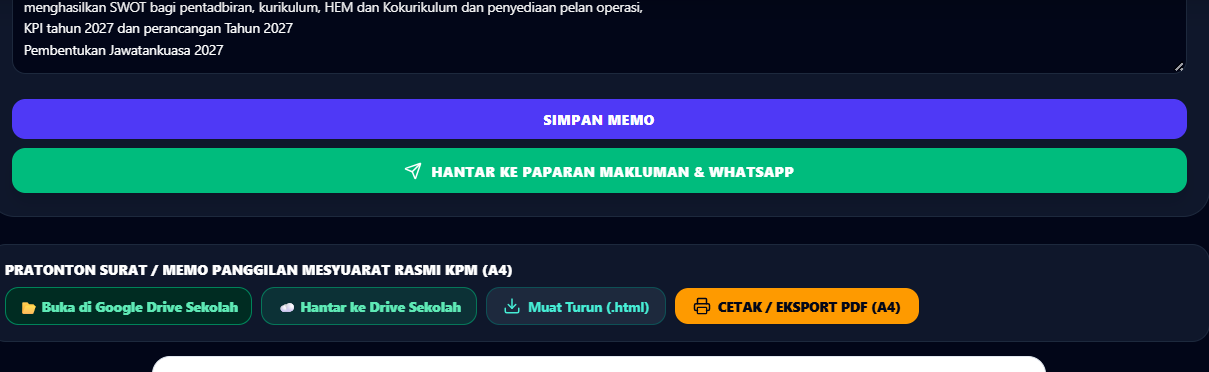 menghasilkan SWOT bagi pentadbiran, kurikulum, HEM dan Kokurikulum dan penyediaan pelan operasi,
KPI tahun 2027 dan perancangan Tahun 2027
Pembentukan Jawatankuasa 2027
SIMPAN MEMO
HANTAR KE PAPARAN MAKLUMAN & WHATSAPP
PRATONTON SURAT / MEMO PANGGILAN MESYUARAT RASMI KPM (A4)
Buka di Google Drive Sekolah
Hantar ke Drive Sekolah
Muat Turun (.html)
CETAK / EKSPORT PDF (A4)